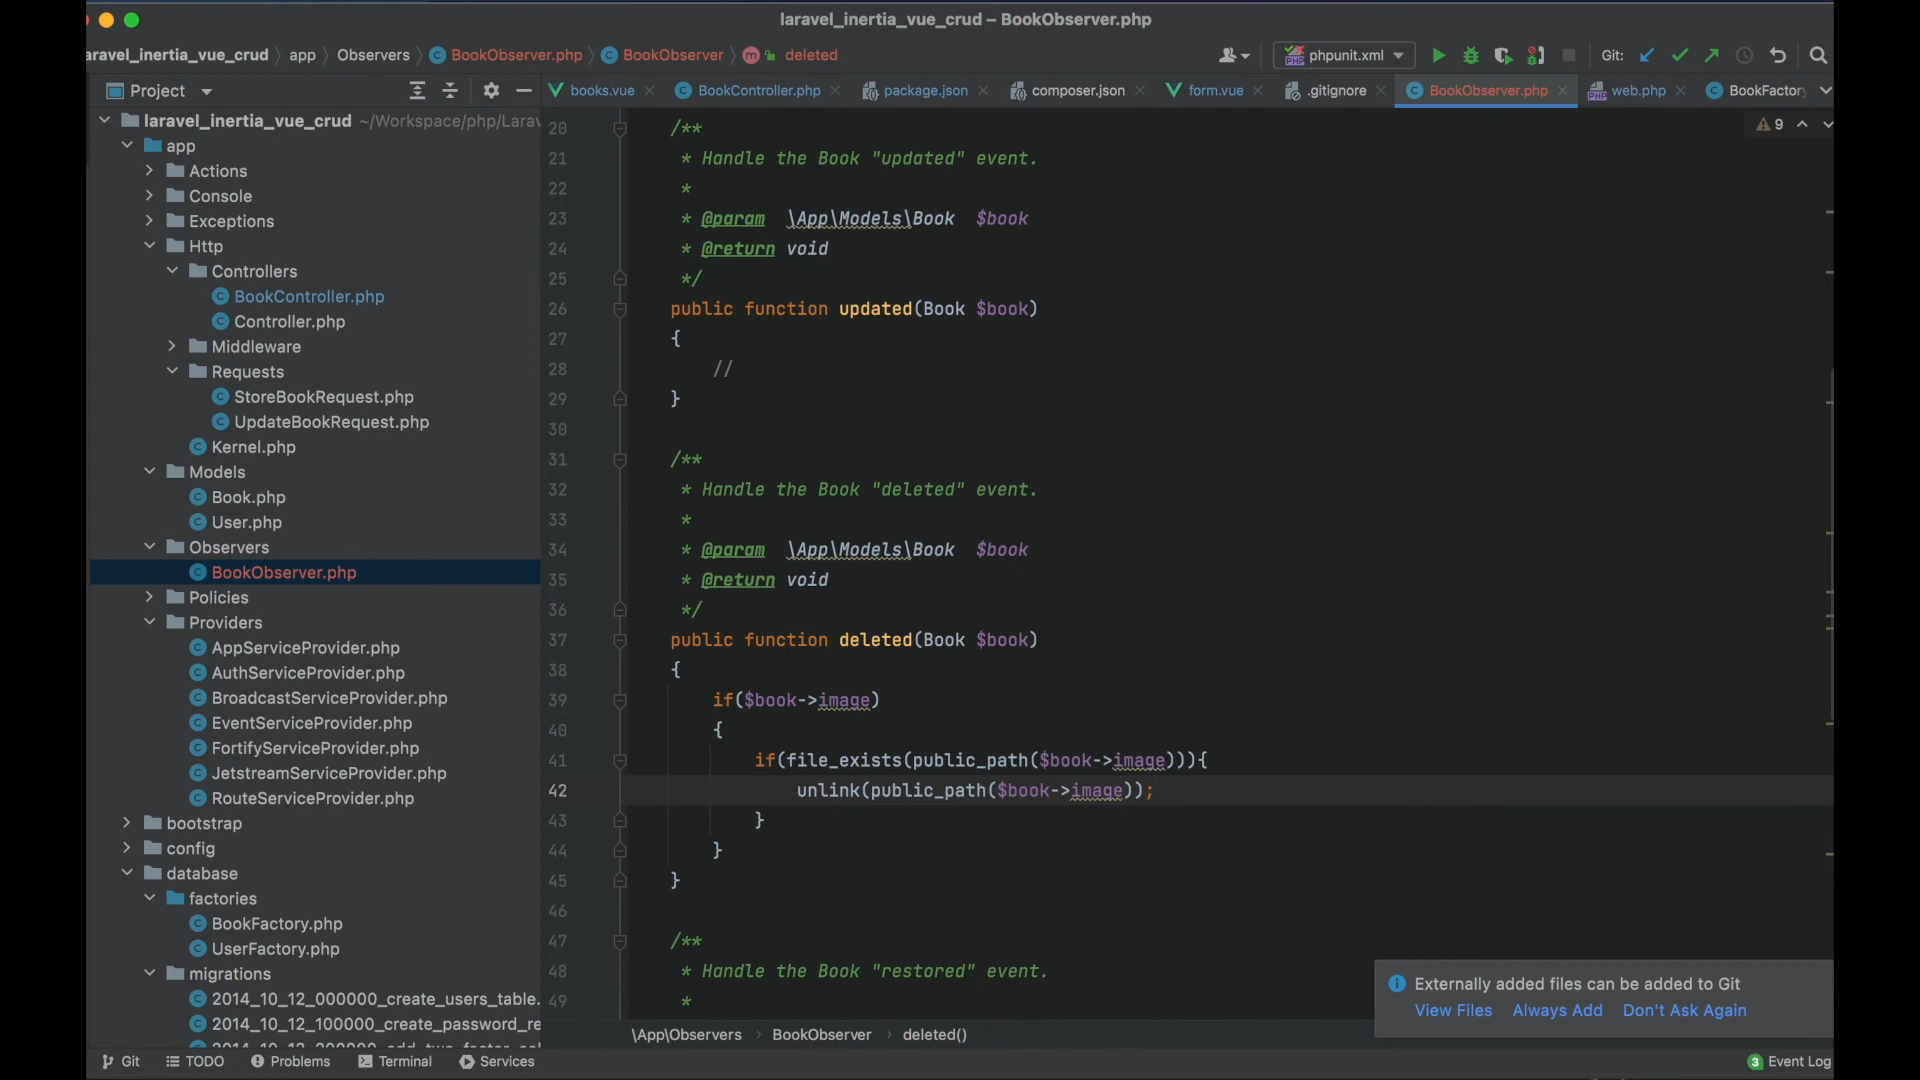 laravel_inertia_vue_crud – BookObserver.php
aravel_inertia_vue_crud app Observers BookObserver.php BookObserver m deleted phpunit.xml Git:
Project books.vue BookController.php package.json composer.json form.vue .gitignore BookObserver.php web.php BookFactory
9
laravel_inertia_vue_crud ~/Workspace/php/Larav
app
Actions
Console
Exceptions
Http
Controllers
BookController.php
Controller.php
Middleware
Requests
StoreBookRequest.php
UpdateBookRequest.php
Kernel.php
Models
Book.php
User.php
Observers
BookObserver.php
Policies
Providers
AppServiceProvider.php
AuthServiceProvider.php
BroadcastServiceProvider.php
EventServiceProvider.php
FortifyServiceProvider.php
JetstreamServiceProvider.php
RouteServiceProvider.php
bootstrap
config
database
factories
BookFactory.php
UserFactory.php
migrations
2014_10_12_000000_create_users_table.
2014_10_12_100000_create_password_re
20 /**
21 * Handle the Book "updated" event.
22 *
23 * @param \App\Models\Book $book
24 * @return void
25 */
26 public function updated(Book $book)
27 {
28 //
29 }
30
31 /**
32 * Handle the Book "deleted" event.
33 *
34 * @param \App\Models\Book $book
35 * @return void
36 */
37 public function deleted(Book $book)
38 {
39 if($book->image)
40 {
41 if(file_exists(public_path($book->image))){
42 unlink(public_path($book->image));
43 }
44 }
45 }
46
47 /**
48 * Handle the Book "restored" event.
49 *
Externally added files can be added to Git
View Files Always Add Don't Ask Again
\App\Observers BookObserver deleted()
Git TODO Problems Terminal Services 3 Event Log